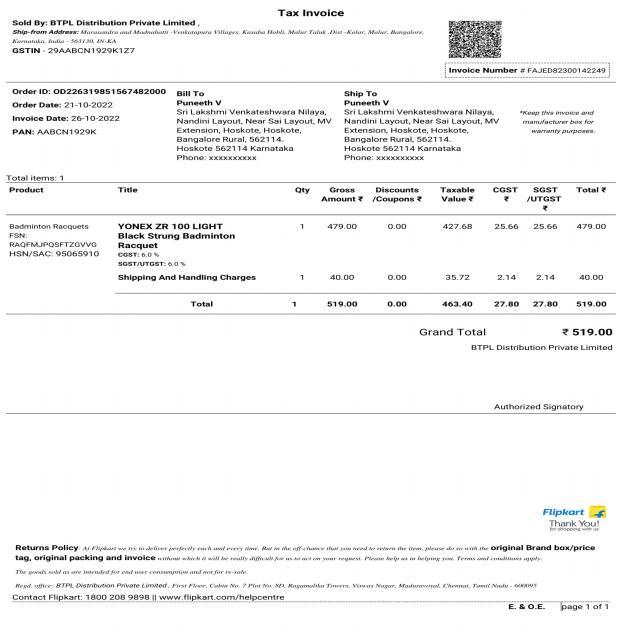 Tax Invoice
Sold By: BTPL Distribution Private Limited ,
Ship-from Address: Marasandra and Madnahatti -Venkatapura Villages, Kasaba Hobli, Malur Taluk ,Dist -Kolar, Malur, Bangalore,
Karnataka, India - 563130, IN-KA
GSTIN - 29AABCN1929K1Z7
Invoice Number # FAJED82300142249
Order ID: OD226319851567482000
Order Date: 21-10-2022
Invoice Date: 26-10-2022
PAN: AABCN1929K
Bill To
Puneeth V
Sri Lakshmi Venkateshwara Nilaya,
Nandini Layout, Near Sai Layout, MV
Extension, Hoskote, Hoskote,
Bangalore Rural, 562114.
Hoskote 562114 Karnataka
Phone: xxxxxxxxxx
Ship To
Puneeth V
Sri Lakshmi Venkateshwara Nilaya,
Nandini Layout, Near Sai Layout, MV
Extension, Hoskote, Hoskote,
Bangalore Rural, 562114.
Hoskote 562114 Karnataka
Phone: xxxxxxxxxx
*Keep this invoice and
manufacturer box for
warranty purposes.
Total items: 1
Product Title Qty Gross Amount ₹ Discounts /Coupons ₹ Taxable Value ₹ CGST ₹ SGST /UTGST ₹ Total ₹
Badminton Racquets
FSN:
RAQFMJPQSFTZGVVG
HSN/SAC: 95065910
YONEX ZR 100 LIGHT
Black Strung Badminton
Racquet
CGST: 6.0 %
SGST/UTGST: 6.0 %
1 479.00 0.00 427.68 25.66 25.66 479.00
Shipping And Handling Charges 1 40.00 0.00 35.72 2.14 2.14 40.00
Total 1 519.00 0.00 463.40 27.80 27.80 519.00
Grand Total ₹ 519.00
BTPL Distribution Private Limited
Authorized Signatory
Flipkart
Thank You!
for shopping with us
Returns Policy: At Flipkart we try to deliver perfectly each and every time. But in the off-chance that you need to return the item, please do so with the original Brand box/price
tag, original packing and invoice without which it will be really difficult for us to act on your request. Please help us in helping you. Terms and conditions apply.
The goods sold as are intended for end user consumption and not for re-sale.
Regd. office: BTPL Distribution Private Limited , First Floor, Cabin No. 7 Plot No. 8D, Ragamalika Towers, Viswas Nagar, Maduravoyal, Chennai, Tamil Nadu - 600095
Contact Flipkart: 1800 208 9898 || www.flipkart.com/helpcentre
E. & O.E. page 1 of 1